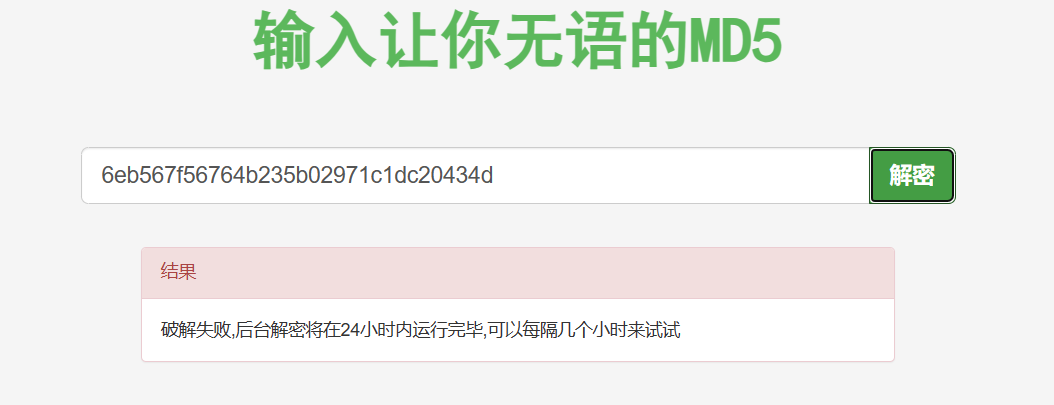 输入让你无语的MD5
6eb567f56764b235b02971c1dc20434d
解密
结果
破解失败,后台解密将在24小时内运行完毕,可以每隔几个小时来试试